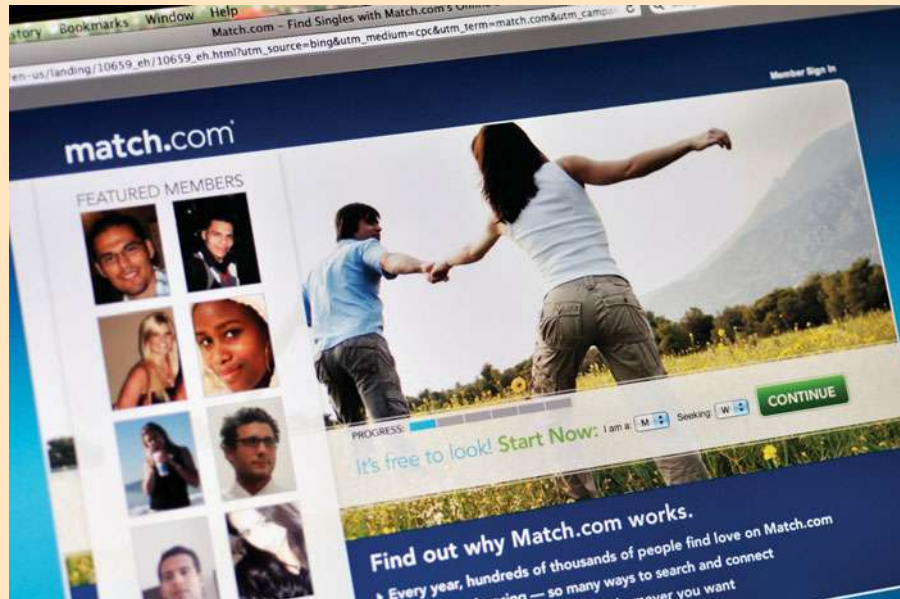 story Bookmarks Window Help
Match.com – Find Singles with Match.com's Online
en-us/landing/10659_eh/10659_eh.html?utm_source=bing&utm_medium=cpc&utm_term=match.com&utm_campa
Member Sign In
match.com
FEATURED MEMBERS
PROGRESS:
It's free to look! Start Now: I am a: M Seeking: W CONTINUE
Find out why Match.com works.
Every year, hundreds of thousands of people find love on Match.com
— so many ways to search and connect
you want